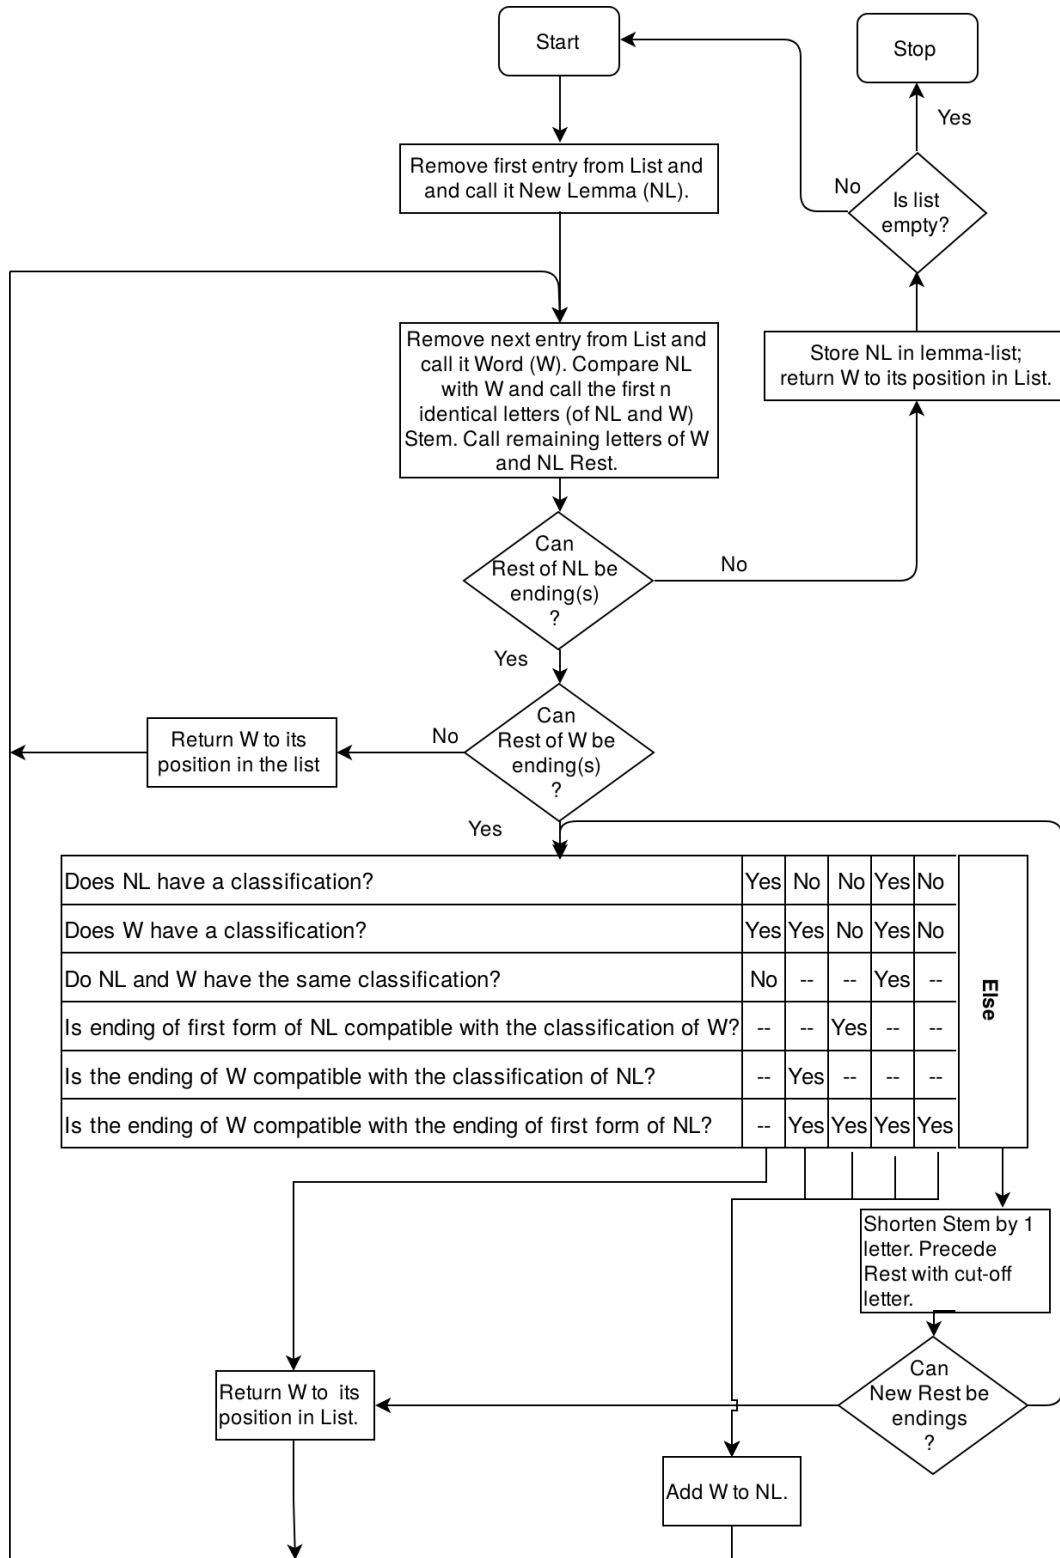 Start
Stop
Yes
Remove first entry from List and
and call it New Lemma (NL).
No
Is list
empty?
Remove next entry from List and
call it Word (W). Compare NL
with W and call the first n
identical letters (of NL and W)
Stem. Call remaining letters of W
and NL Rest.
Store NL in lemma-list;
return W to its position in List.
Can
Rest of NL be
ending(s)
?
No
Yes
Can
Rest of W be
ending(s)
?
No
Return W to its
position in the list
Yes
Does NL have a classification? Yes No No Yes No
Does W have a classification? Yes Yes No Yes No
Do NL and W have the same classification? No -- -- Yes --
Is ending of first form of NL compatible with the classification of W? -- -- Yes -- --
Is the ending of W compatible with the classification of NL? -- Yes -- -- --
Is the ending of W compatible with the ending of first form of NL? -- Yes Yes Yes Yes
Else
Shorten Stem by 1
letter. Precede
Rest with cut-off
letter.
Can
New Rest be
endings
?
Return W to its
position in List.
Add W to NL.